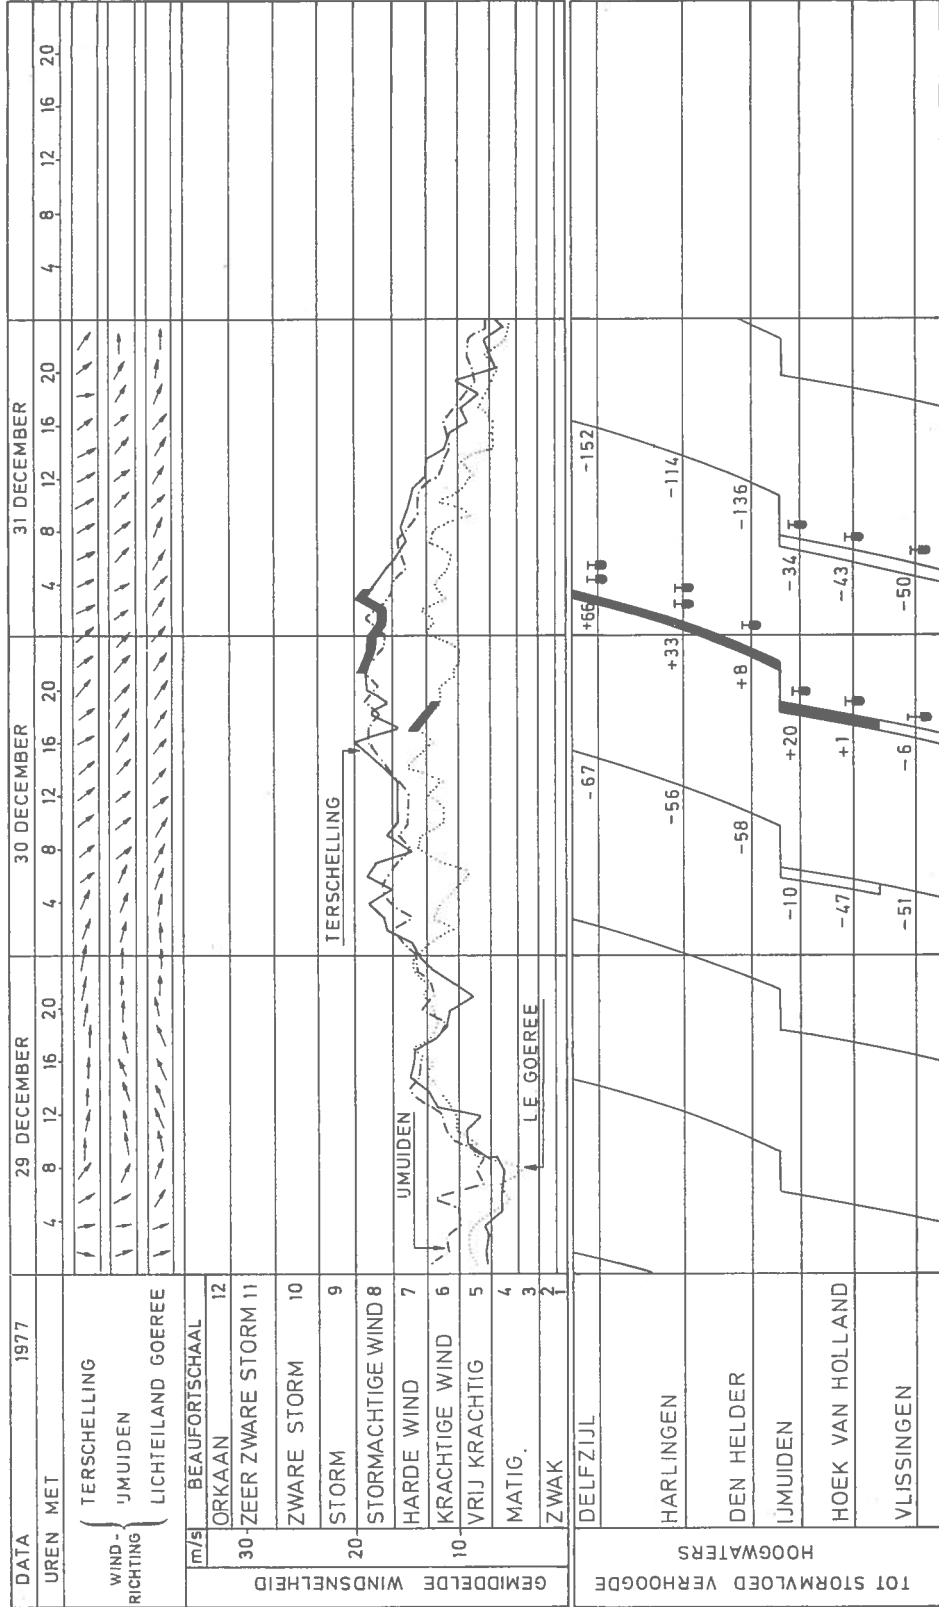 DATA 1977 29 DECEMBER 30 DECEMBER 31 DECEMBER
UREN MET 4 8 12 16 20 4 8 12 16 20 4 8 12 16 20 4 8 12 16 20
WIND-RICHTING
TERSCHELLING
IJMUIDEN
LICHTEILAND GOEREE
m/s BEAUFORTSCHAAL
GEMIDDELDE WINDSNELHEID
30
20
10
ORKAAN 12
ZEER ZWARE STORM 11
ZWARE STORM 10
STORM 9
STORMACHTIGE WIND 8
HARDE WIND 7
KRACHTIGE WIND 6
VRIJ KRACHTIG 5
MATIG. 4
3
ZWAK 2
1
IJMUIDEN
LE GOEREE
TERSCHELLING
TOT STORMVLOED VERHOOGDE
HOOGWATERS
DELFZIJL -67 +66 -152
HARLINGEN -56 +33 -114
DEN HELDER -58 +8 -136
IJMUIDEN -10 +20 -34
HOEK VAN HOLLAND -47 +1 -43
VLISSINGEN -51 -6 -50